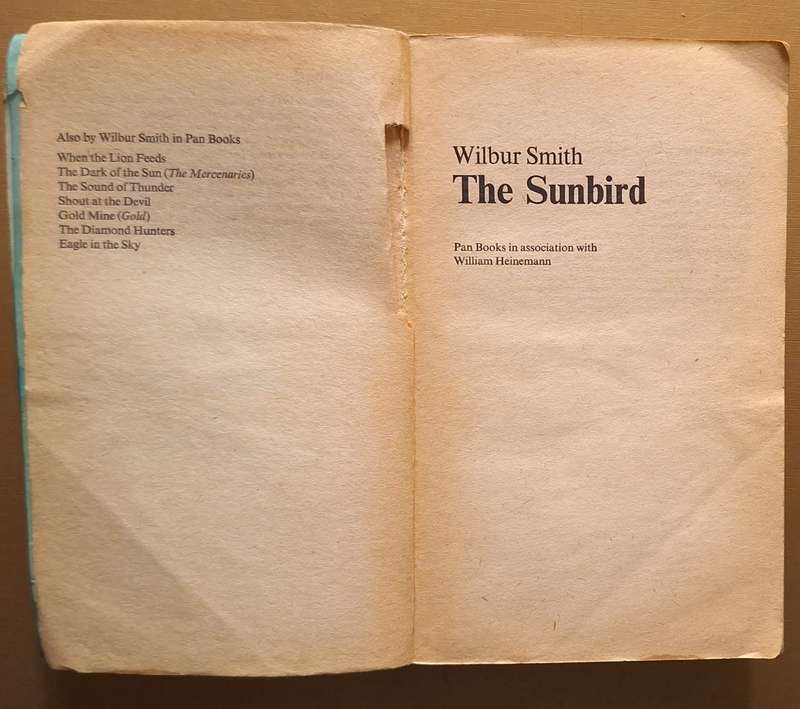 Also by Wilbur Smith in Pan Books
When the Lion Feeds
The Dark of the Sun (The Mercenaries)
The Sound of Thunder
Shout at the Devil
Gold Mine (Gold)
The Diamond Hunters
Eagle in the Sky
Wilbur Smith
The Sunbird
Pan Books in association with
William Heinemann